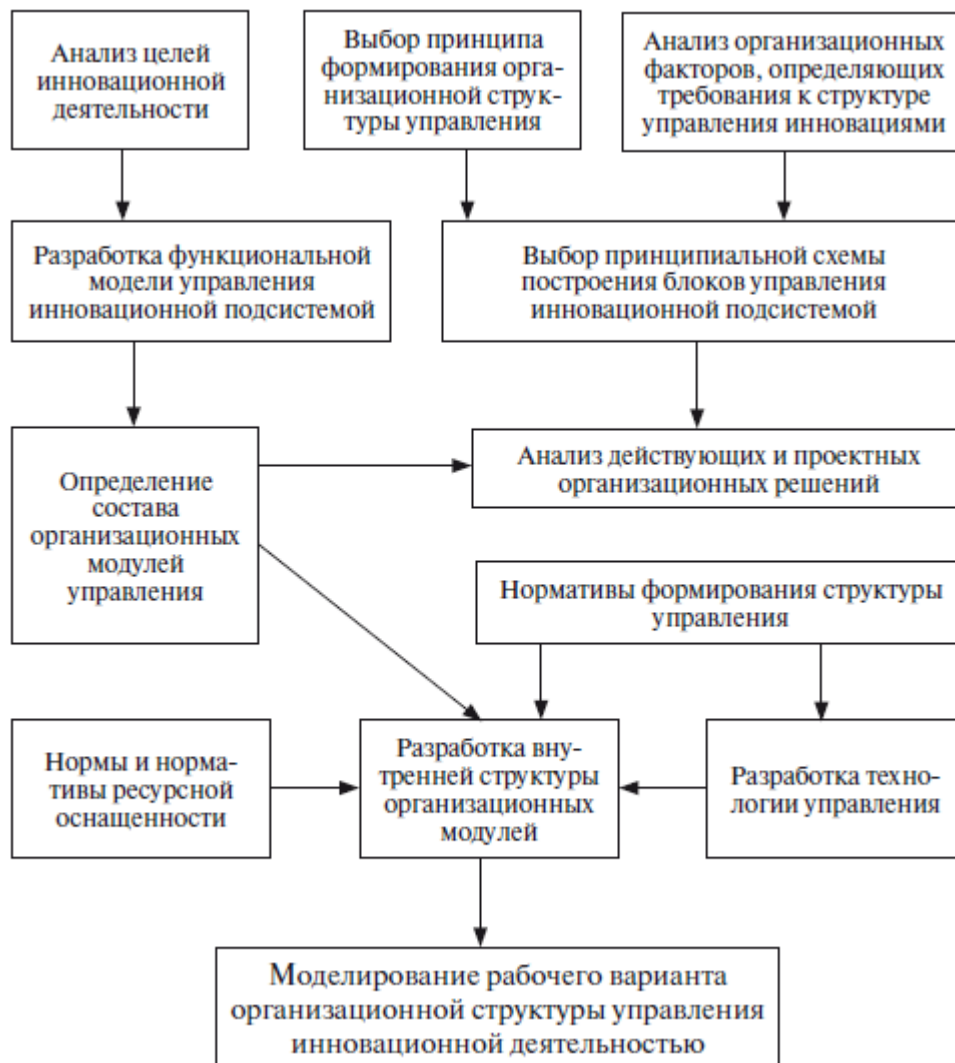 Анализ целей
инновационной
деятельности
Выбор принципа
формирования орга-
низационной струк-
туры управления
Анализ организационных
факторов, определяющих
требования к структуре
управления инновациями
Разработка функциональной
модели управления
инновационной подсистемой
Выбор принципиальной схемы
построения блоков управления
инновационной подсистемой
Определение
состава
организационных
модулей
управления
Анализ действующих и проектных
организационных решений
Нормативы формирования структуры
управления
Нормы и норма-
тивы ресурсной
оснащенности
Разработка вну-
тренней структуры
организационных
модулей
Разработка техно-
логии управления
Моделирование рабочего варианта
организационной структуры управления
инновационной деятельностью